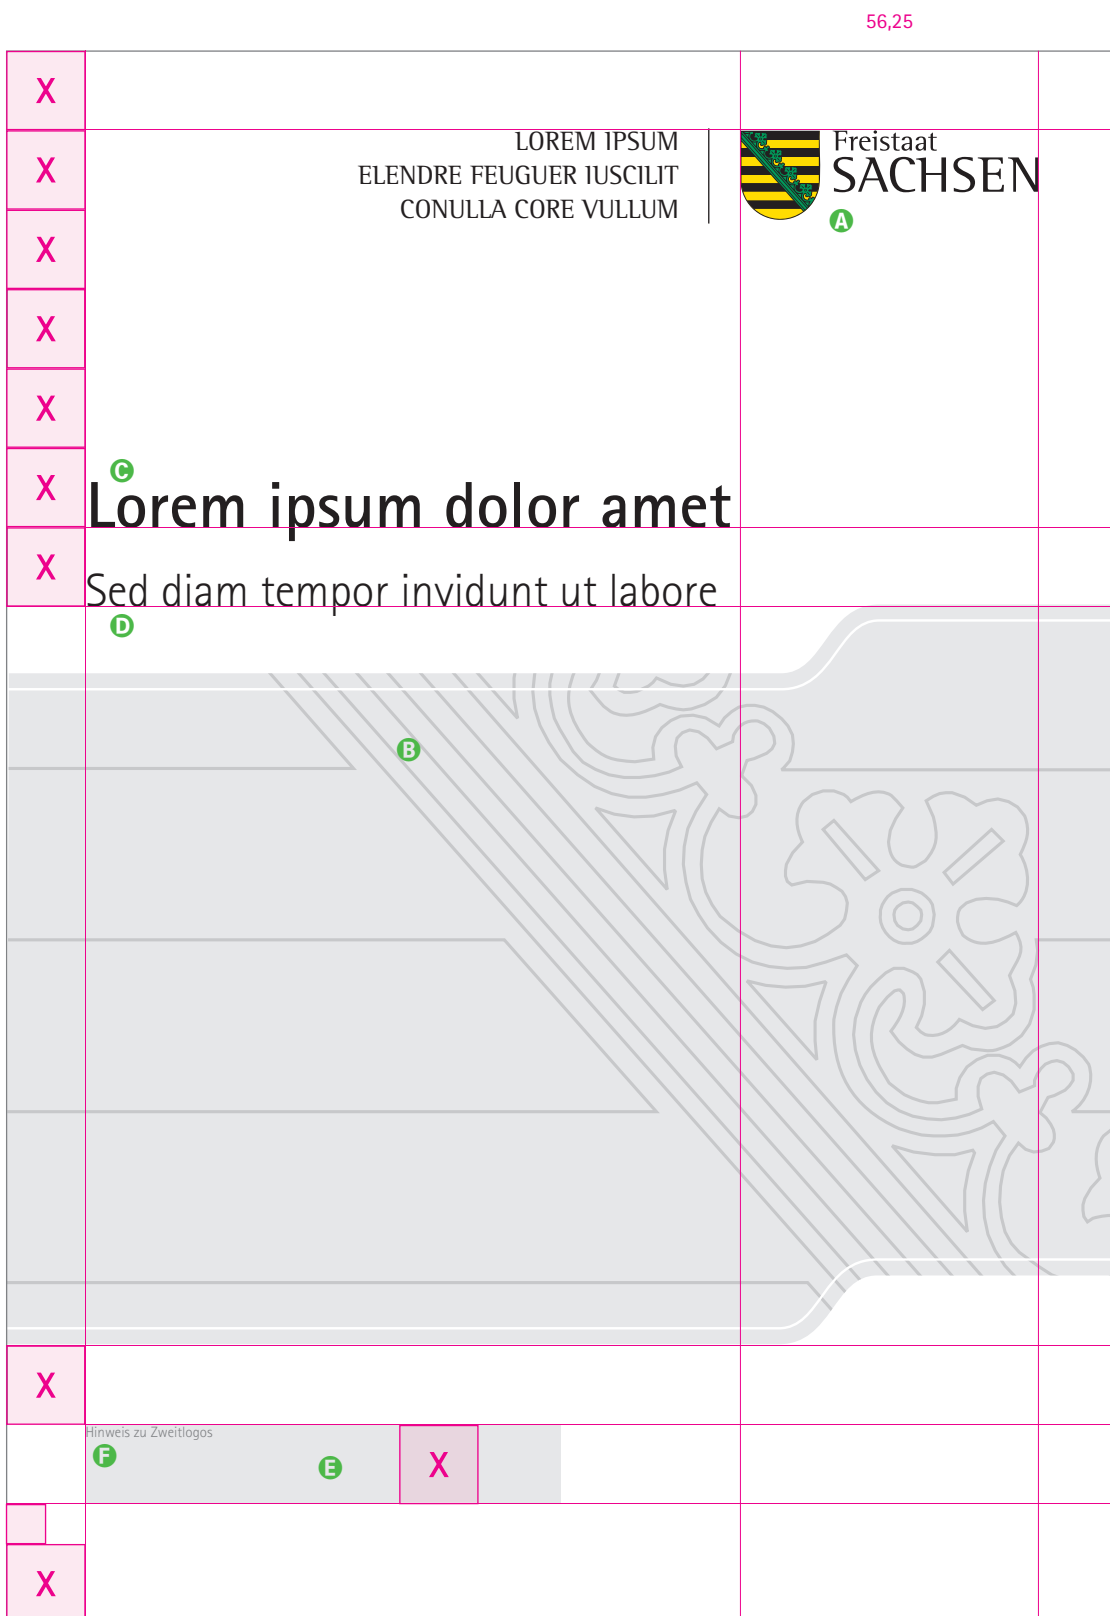 56,25
X
X
LOREM IPSUM
ELENDRE FEUGUER IUSCILIT
CONULLA CORE VULLUM
Freistaat
SACHSEN
A
X
X
X
X
C
Lorem ipsum dolor amet
X
Sed diam tempor invidunt ut labore
D
B
X
Hinweis zu Zweitlogos
F
E
X
X